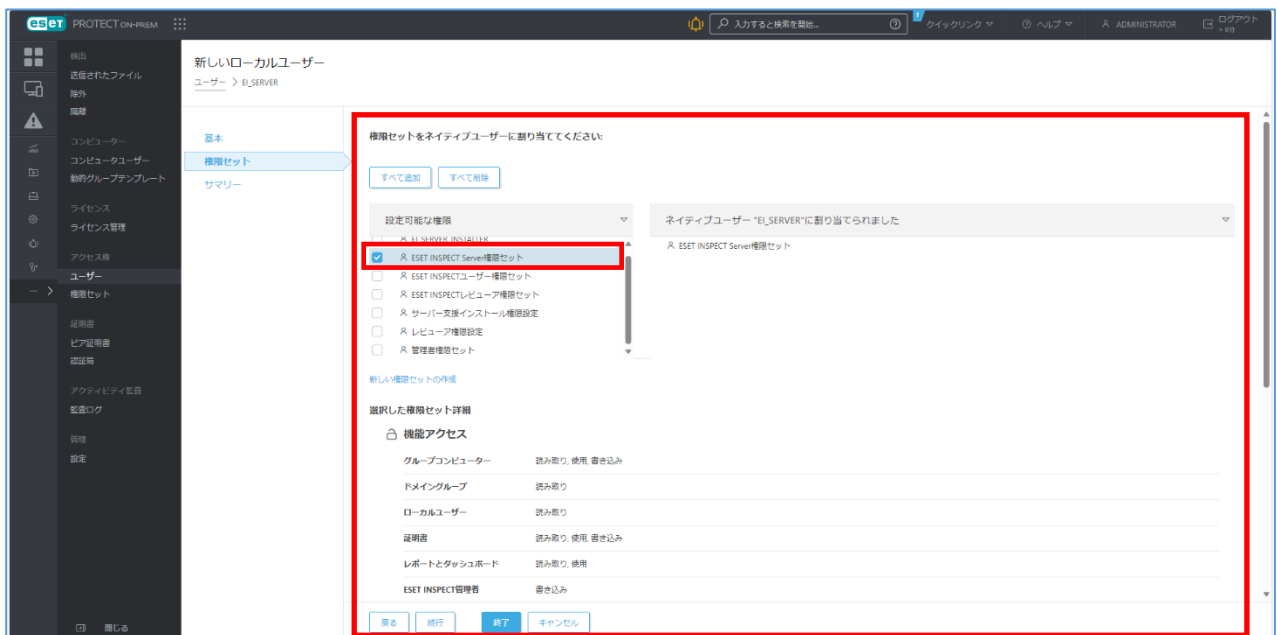 eset PROTECT ON-PREM
入力すると検索を開始...
1
クイックリンク
ヘルプ
ADMINISTRATOR
ログアウト
> 9分
検出
送信されたファイル
除外
隔離
コンピューター
コンピュータユーザー
動的グループテンプレート
ライセンス
ライセンス管理
アクセス権
ユーザー
権限セット
証明書
ピア証明書
認証局
アクティビティ監査
監査ログ
管理
設定
閉じる
新しいローカルユーザー
ユーザー > EI_SERVER
基本
権限セット
サマリー
権限セットをネイティブユーザーに割り当ててください:
すべて追加 すべて削除
設定可能な権限
EI SERVER INSTALLER
ESET INSPECT Server権限セット
ESET INSPECTユーザー権限セット
ESET INSPECTレビューア権限セット
サーバー支援インストール権限設定
レビューア権限設定
管理者権限セット
ネイティブユーザー "EI_SERVER"に割り当てられました
ESET INSPECT Server権限セット
新しい権限セットの作成
選択した権限セット詳細
機能アクセス
グループコンピューター 読み取り, 使用, 書き込み
ドメイングループ 読み取り
ローカルユーザー 読み取り
証明書 読み取り, 使用, 書き込み
レポートとダッシュボード 読み取り, 使用
ESET INSPECT管理者 書き込み
戻る 続行 終了 キャンセル